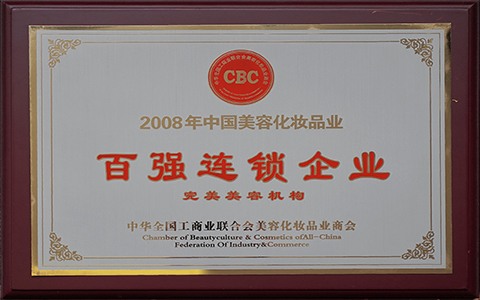 CBC
2008年中国美容化妆品业
百强连锁企业
完美美容机构
中华全国工商业联合会美容化妆品业商会
Chamber of Beautyculture & Cosmetics ofAll-China
Federation Of Industry&Commerce